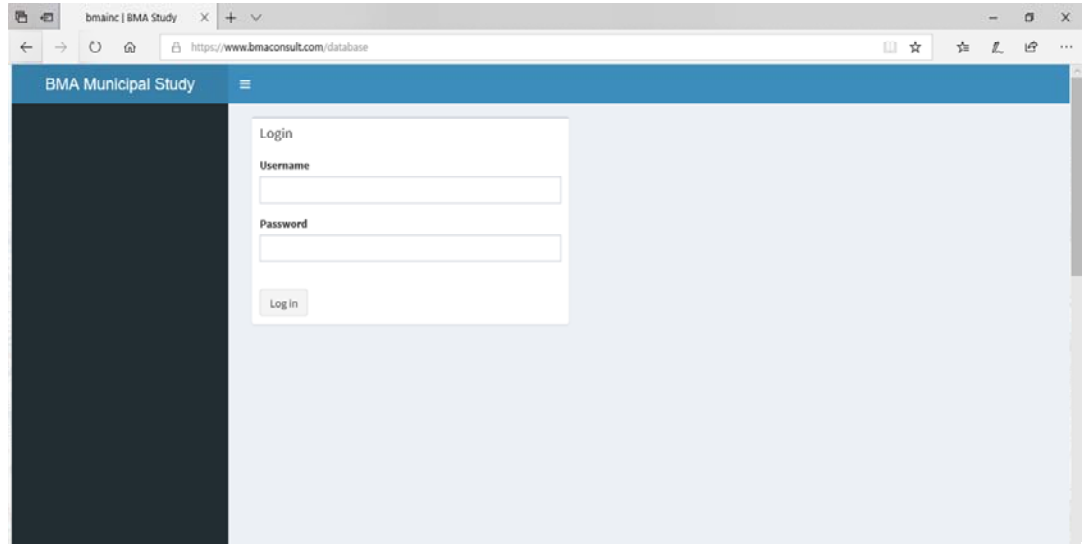 bmainc | BMA Study
https://www.bmaconsult.com/database
BMA Municipal Study
Login
Username
Password
Log in